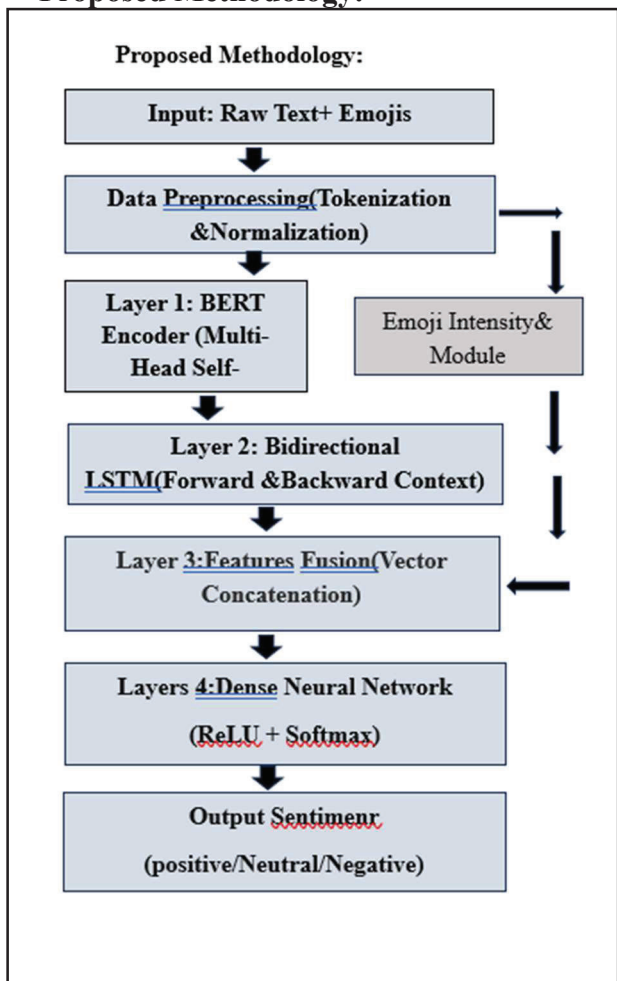 Proposed Methodology:
Proposed Methodology:
Input: Raw Text+ Emojis
Data Preprocessing(Tokenization
&Normalization)
Layer 1: BERT
Encoder (Multi-
Head Self-
Emoji Intensity&
Module
Layer 2: Bidirectional
LSTM(Forward &Backward Context)
Layer 3:Features Fusion(Vector
Concatenation)
Layers 4:Dense Neural Network
(ReLU + Softmax)
Output Sentimenr
(positive/Neutral/Negative)